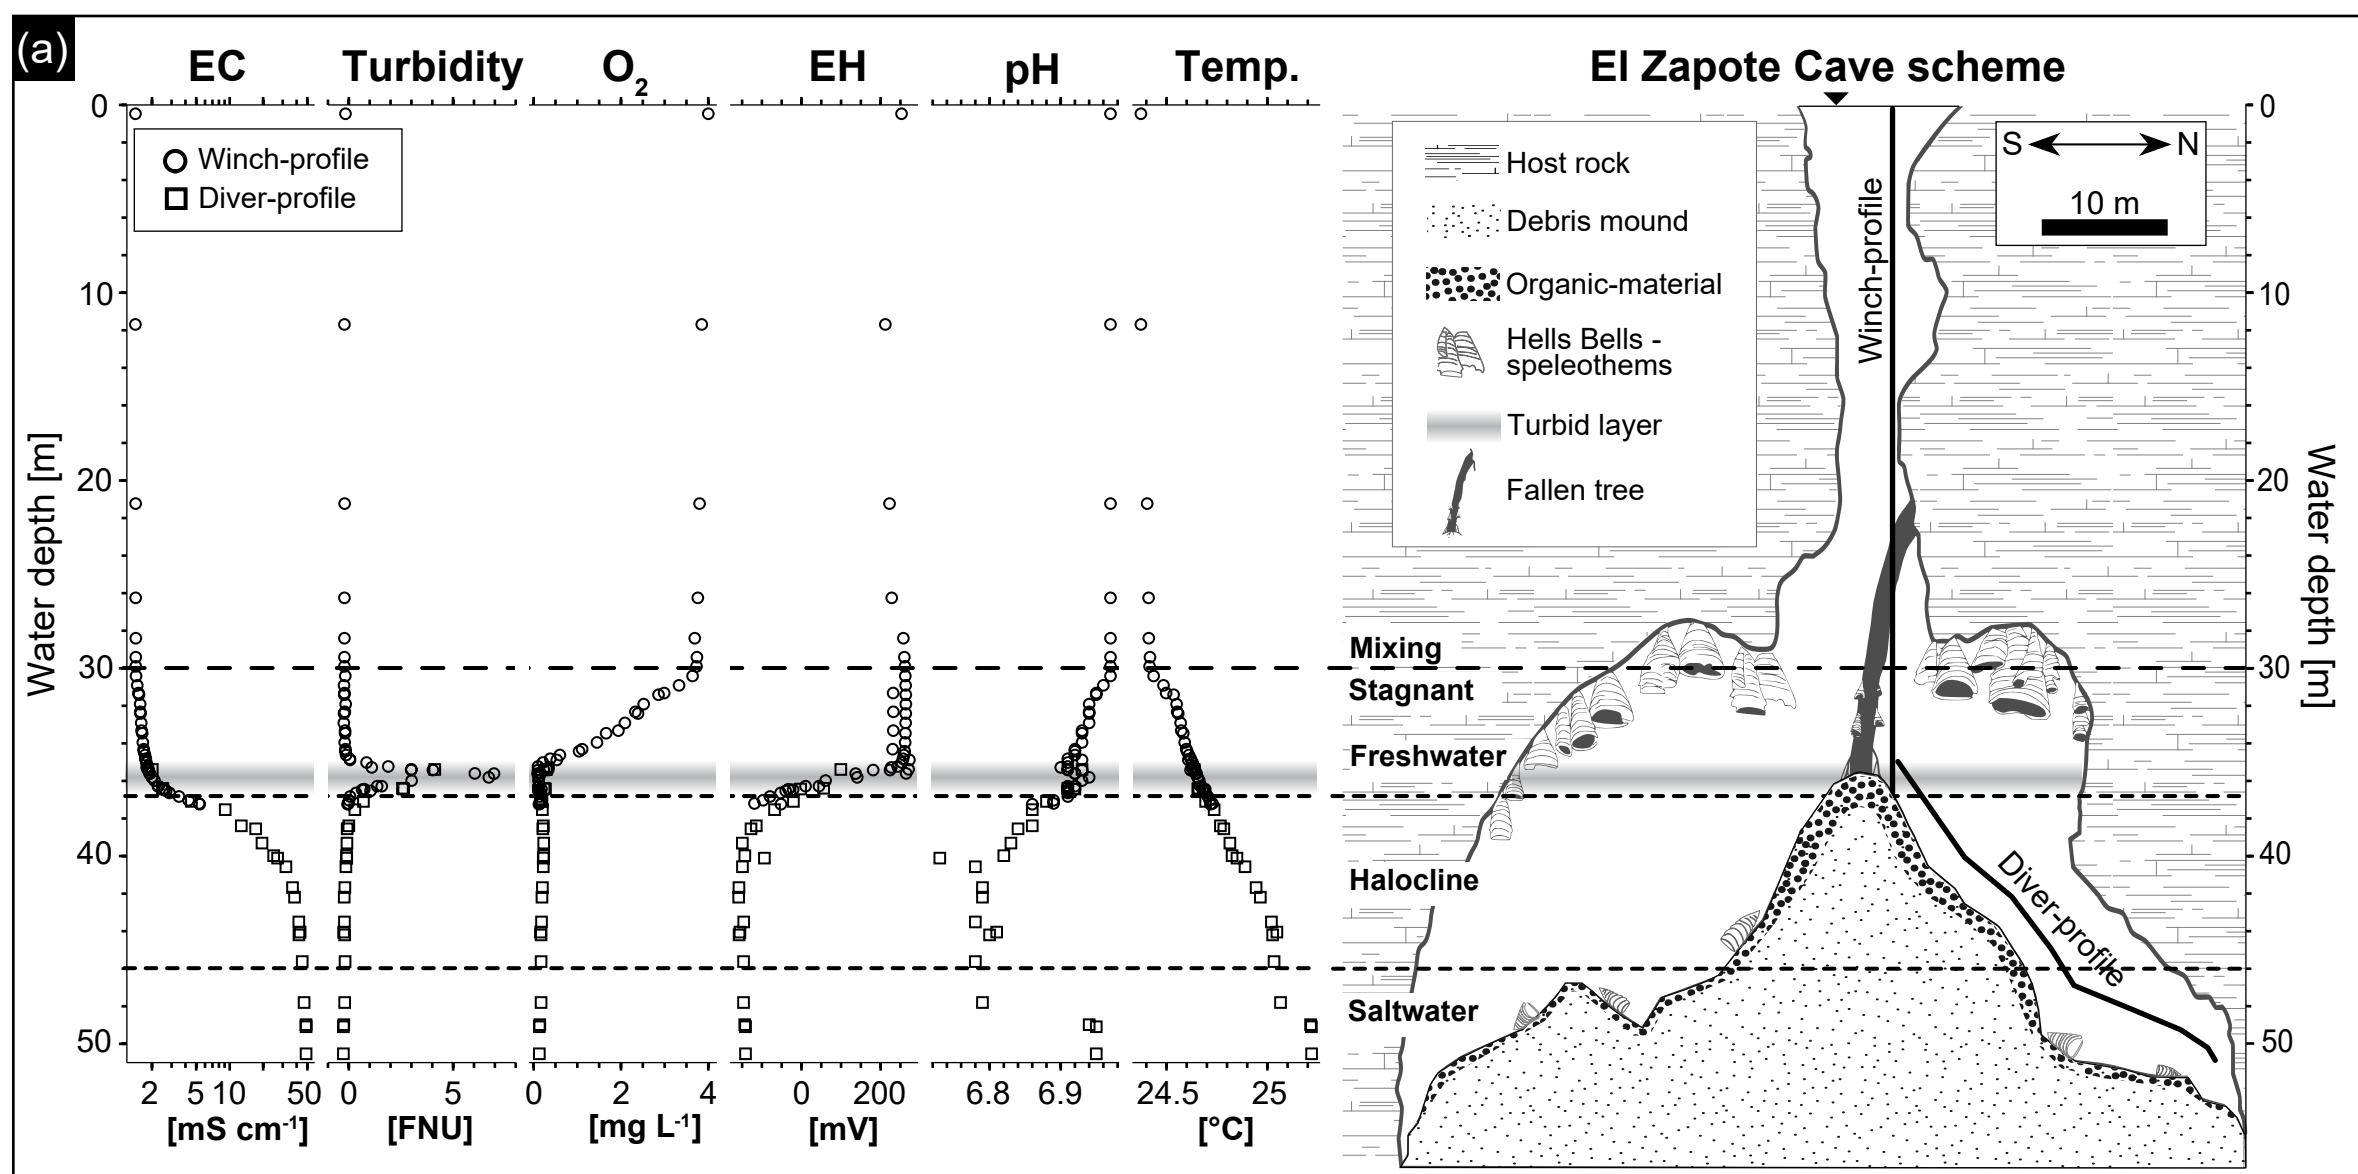 (a)
EC Turbidity O2 EH pH Temp. El Zapote Cave scheme
Winch-profile
Diver-profile
Water depth [m]
0
10
20
30
40
50
2 5 10 50
[mS cm-1]
0 5
[FNU]
0 2 4
[mg L-1]
0 200
[mV]
6.8 6.9
24.5 25
[°C]
Host rock
Debris mound
Organic-material
Hells Bells -
speleothems
Turbid layer
Fallen tree
Winch-profile
S N
10 m
Mixing
Stagnant
Freshwater
Halocline
Saltwater
Diver-profile
0
10
20
30
40
50
Water depth [m]